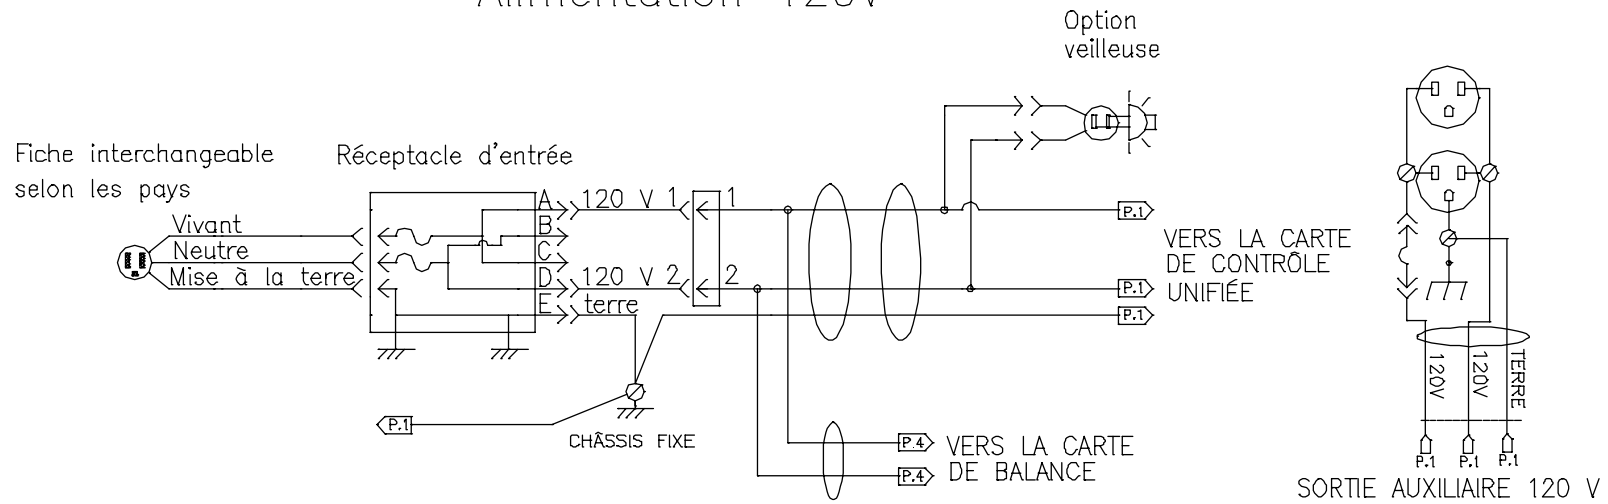 Alimentation 120V
Option
veilleuse
Fiche interchangeable
selon les pays
Réceptacle d'entrée
Vivant
Neutre
Mise à la terre
A
B
C
D
E
120 V 1
120 V 2
terre
1
2
P.1
P.1
P.1
VERS LA CARTE
DE CONTRÔLE
UNIFIÉE
P.1
CHÂSSIS FIXE
P.4
P.4
VERS LA CARTE
DE BALANCE
120V
120V
TERRE
P.1
P.1
P.1
SORTIE AUXILIAIRE 120 V